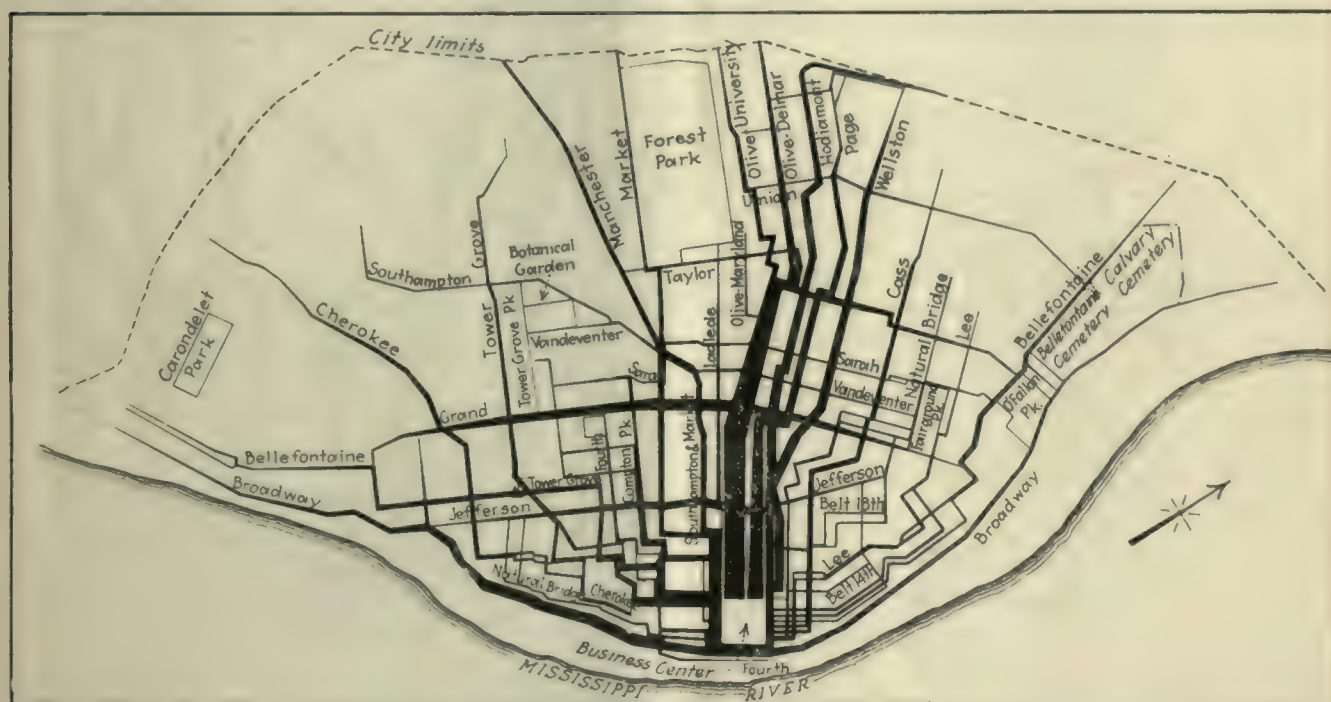 City limits
Olive-University
Olive-Delmar
Hodiamont
Page
Wellston
Union
Forest
Park
Market
Manchester
Tower Grove
Botanical
Garden
Southampton
Taylor
Olive-Maryland
Laclede
Cass
Natural Bridge
Lee
Bellefontaine
Bellefontaine
Cemetery
Calvary
Cemetery
O'Fallan
Pk.
Carondelet
Park
Cherokee
Tower Grove Pk
Vandeventer
Sarah
Vandeventer
Fairground
Pk.
Grand
Compton Pk
Fourth
Southampton & Market
Bellefontaine
Broadway
Tower Grove
Jefferson
Jefferson
Belt 18th
Lee
Belt 14th
Broadway
Natural Bridge
Cherokee
Business Center
Fourth
MISSISSIPPI RIVER